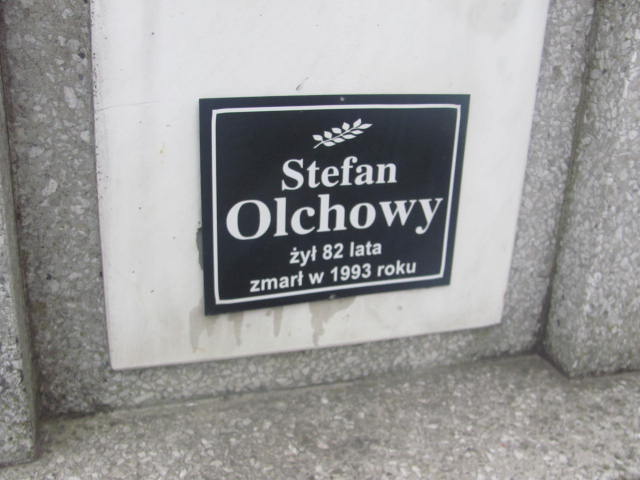 Stefan
Olchowy
żył 82 lata
zmarł w 1993 roku